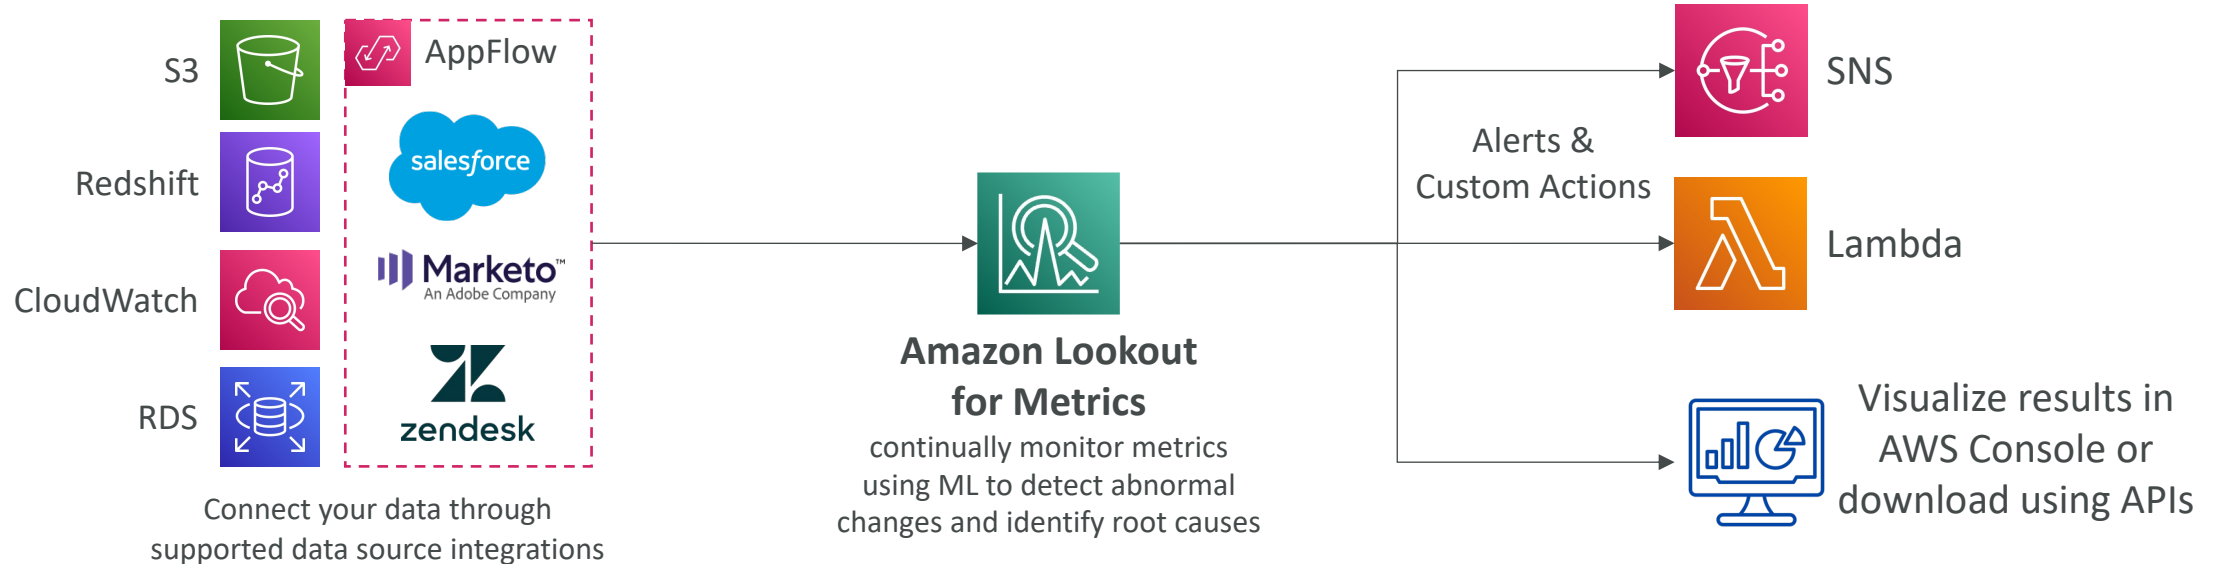 S3
Redshift
CloudWatch
RDS
AppFlow
salesforce
Marketo™
An Adobe Company
zendesk
Connect your data through
supported data source integrations
Amazon Lookout
for Metrics
continually monitor metrics
using ML to detect abnormal
changes and identify root causes
Alerts &
Custom Actions
SNS
Lambda
Visualize results in
AWS Console or
download using APIs